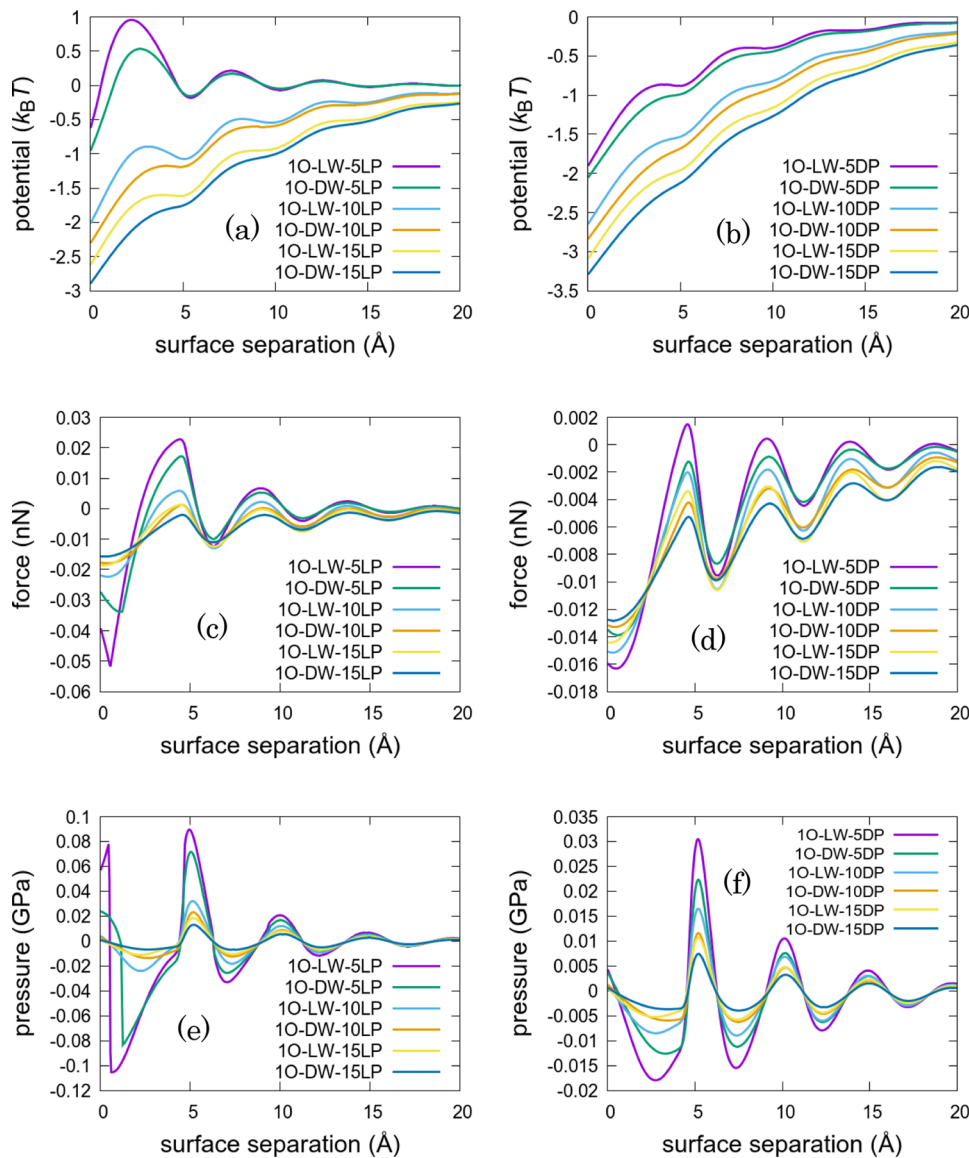 1
0.5
0
-0.5
-1
-1.5
-2
-2.5
-3
potential (kBT)
1O-LW-5LP
1O-DW-5LP
1O-LW-10LP
1O-DW-10LP
1O-LW-15LP
1O-DW-15LP
(a)
0 5 10 15 20
surface separation (Å)
0
-0.5
-1
-1.5
-2
-2.5
-3
-3.5
potential (kBT)
1O-LW-5DP
1O-DW-5DP
1O-LW-10DP
1O-DW-10DP
1O-LW-15DP
1O-DW-15DP
(b)
0 5 10 15 20
surface separation (Å)
0.03
0.02
0.01
0
-0.01
-0.02
-0.03
-0.04
-0.05
-0.06
force (nN)
1O-LW-5LP
1O-DW-5LP
1O-LW-10LP
1O-DW-10LP
1O-LW-15LP
1O-DW-15LP
(c)
0 5 10 15 20
surface separation (Å)
0.002
0
-0.002
-0.004
-0.006
-0.008
-0.01
-0.012
-0.014
-0.016
-0.018
force (nN)
1O-LW-5DP
1O-DW-5DP
1O-LW-10DP
1O-DW-10DP
1O-LW-15DP
1O-DW-15DP
(d)
0 5 10 15 20
surface separation (Å)
0.1
0.08
0.06
0.04
0.02
0
-0.02
-0.04
-0.06
-0.08
-0.1
-0.12
pressure (GPa)
1O-LW-5LP
1O-DW-5LP
1O-LW-10LP
1O-DW-10LP
1O-LW-15LP
1O-DW-15LP
(e)
0 5 10 15 20
surface separation (Å)
0.035
0.03
0.025
0.02
0.015
0.01
0.005
0
-0.005
-0.01
-0.015
-0.02
pressure (GPa)
1O-LW-5DP
1O-DW-5DP
1O-LW-10DP
1O-DW-10DP
1O-LW-15DP
1O-DW-15DP
(f)
0 5 10 15 20
surface separation (Å)